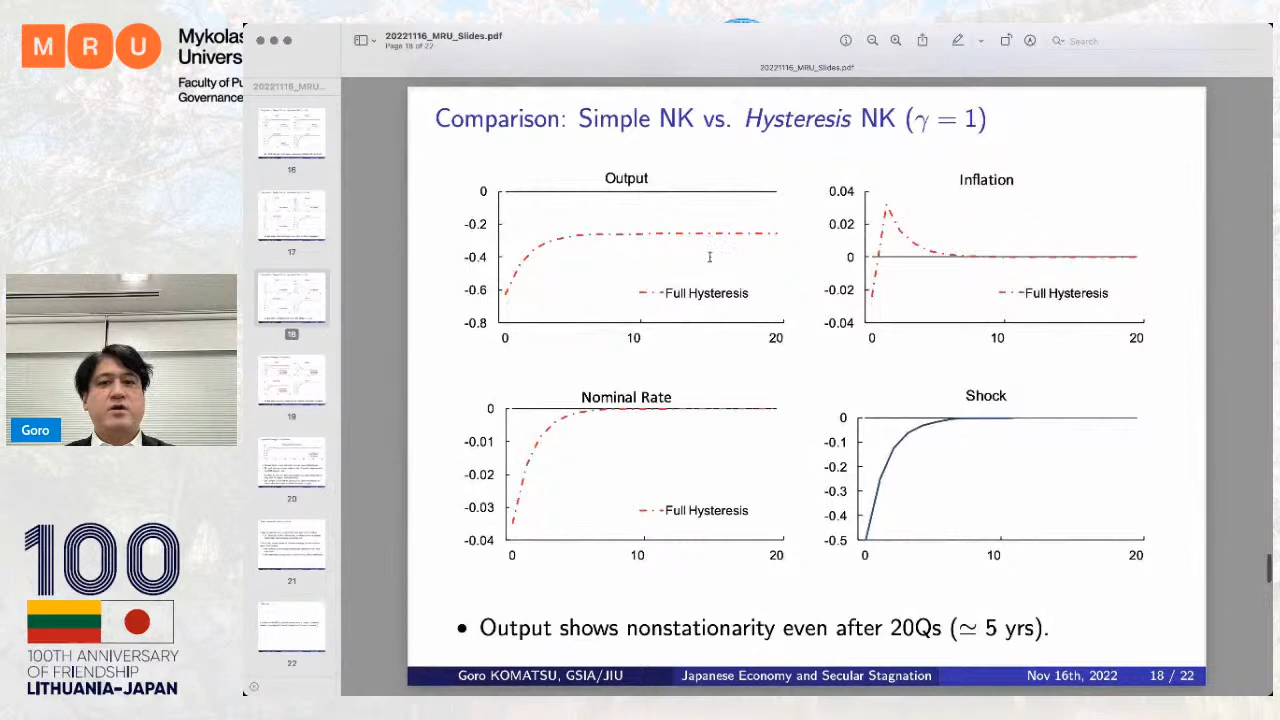 MRU
Mykolas
Univers
Faculty of Pu
Governance
20221116_MRU_Slides.pdf
Page 18 of 22
Search
20221116_MRU_Slides.pdf
20221116_MRU...
16
17
18
19
20
21
22
Comparison: Simple NK vs. Hysteresis NK (γ = 1)
Output
0
-0.2
-0.4
-0.6
-0.8
Full Hysteresis
0 10 20
Inflation
0.04
0.02
0
-0.02
-0.04
Full Hysteresis
0 10 20
Nominal Rate
0
-0.01
-0.02
-0.03
-0.04
Full Hysteresis
0 10 20
Shock
0
-0.1
-0.2
-0.3
-0.4
-0.5
0 10 20
• Output shows nonstationarity even after 20Qs (≃ 5 yrs).
Goro KOMATSU, GSIA/JIU Japanese Economy and Secular Stagnation Nov 16th, 2022 18 / 22
Goro
100
100TH ANNIVERSARY
OF FRIENDSHIP
LITHUANIA-JAPAN